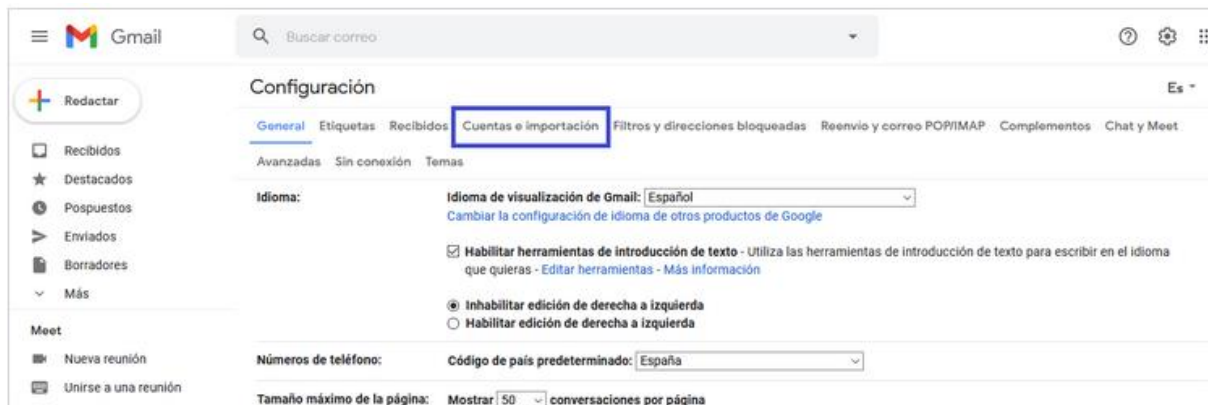 Gmail
Buscar correo
Redactar
Recibidos
Destacados
Pospuestos
Enviados
Borradores
Más
Meet
Nueva reunión
Unirse a una reunión
Configuración
Es
General Etiquetas Recibidos Cuentas e importación Filtros y direcciones bloqueadas Reenvío y correo POP/IMAP Complementos Chat y Meet
Avanzadas Sin conexión Temas
Idioma: Idioma de visualización de Gmail: Español
Cambiar la configuración de idioma de otros productos de Google
Habilitar herramientas de introducción de texto - Utiliza las herramientas de introducción de texto para escribir en el idioma
que quieras - Editar herramientas - Más información
Inhabilitar edición de derecha a izquierda
Habilitar edición de derecha a izquierda
Números de teléfono: Código de país predeterminado: España
Tamaño máximo de la página: Mostrar 50 conversaciones por página